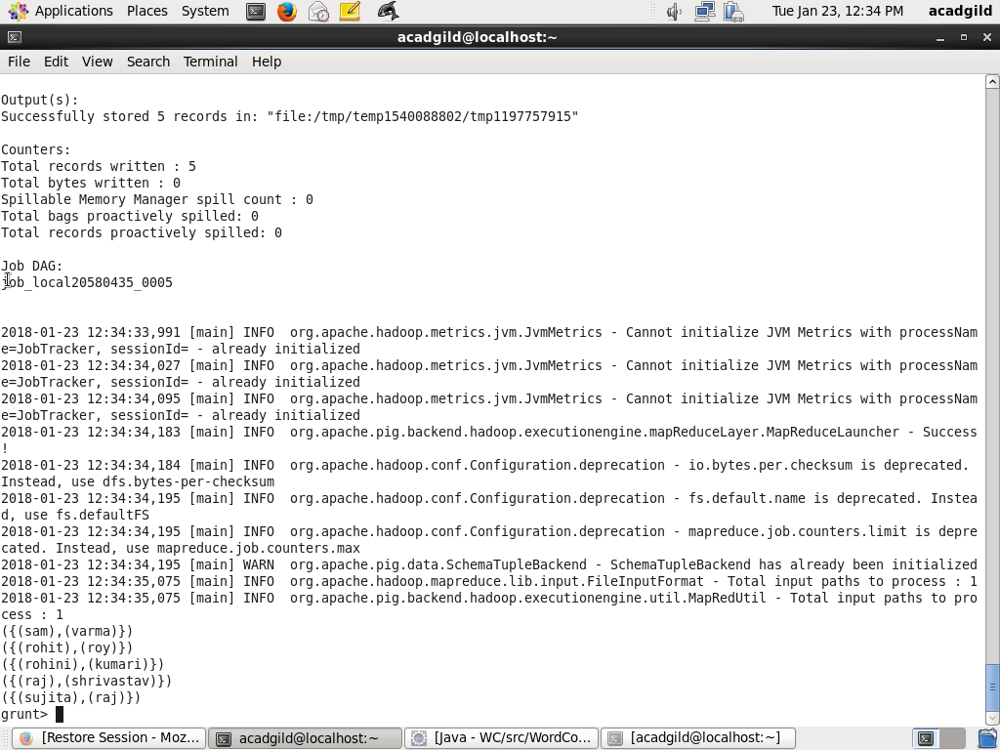 Applications Places System Tue Jan 23, 12:34 PM acadgild
acadgild@localhost:~
File Edit View Search Terminal Help
Output(s):
Successfully stored 5 records in: "file:/tmp/temp1540088802/tmp1197757915"
Counters:
Total records written : 5
Total bytes written : 0
Spillable Memory Manager spill count : 0
Total bags proactively spilled: 0
Total records proactively spilled: 0
Job DAG:
job_local20580435_0005
2018-01-23 12:34:33,991 [main] INFO  org.apache.hadoop.metrics.jvm.JvmMetrics - Cannot initialize JVM Metrics with processNam
e=JobTracker, sessionId= - already initialized
2018-01-23 12:34:34,027 [main] INFO  org.apache.hadoop.metrics.jvm.JvmMetrics - Cannot initialize JVM Metrics with processNam
e=JobTracker, sessionId= - already initialized
2018-01-23 12:34:34,095 [main] INFO  org.apache.hadoop.metrics.jvm.JvmMetrics - Cannot initialize JVM Metrics with processNam
e=JobTracker, sessionId= - already initialized
2018-01-23 12:34:34,183 [main] INFO  org.apache.pig.backend.hadoop.executionengine.mapReduceLayer.MapReduceLauncher - Success
!
2018-01-23 12:34:34,184 [main] INFO  org.apache.hadoop.conf.Configuration.deprecation - io.bytes.per.checksum is deprecated.
Instead, use dfs.bytes-per-checksum
2018-01-23 12:34:34,195 [main] INFO  org.apache.hadoop.conf.Configuration.deprecation - fs.default.name is deprecated. Instea
d, use fs.defaultFS
2018-01-23 12:34:34,195 [main] INFO  org.apache.hadoop.conf.Configuration.deprecation - mapreduce.job.counters.limit is depre
cated. Instead, use mapreduce.job.counters.max
2018-01-23 12:34:34,195 [main] WARN  org.apache.pig.data.SchemaTupleBackend - SchemaTupleBackend has already been initialized
2018-01-23 12:34:35,075 [main] INFO  org.apache.hadoop.mapreduce.lib.input.FileInputFormat - Total input paths to process : 1
2018-01-23 12:34:35,075 [main] INFO  org.apache.pig.backend.hadoop.executionengine.util.MapRedUtil - Total input paths to pro
cess : 1
({(sam),(varma)})
({(rohit),(roy)})
({(rohini),(kumari)})
({(raj),(shrivastav)})
({(sujita),(raj)})
grunt>
[Restore Session - Moz... acadgild@localhost:~ [Java - WC/src/WordCo... [acadgild@localhost:~]